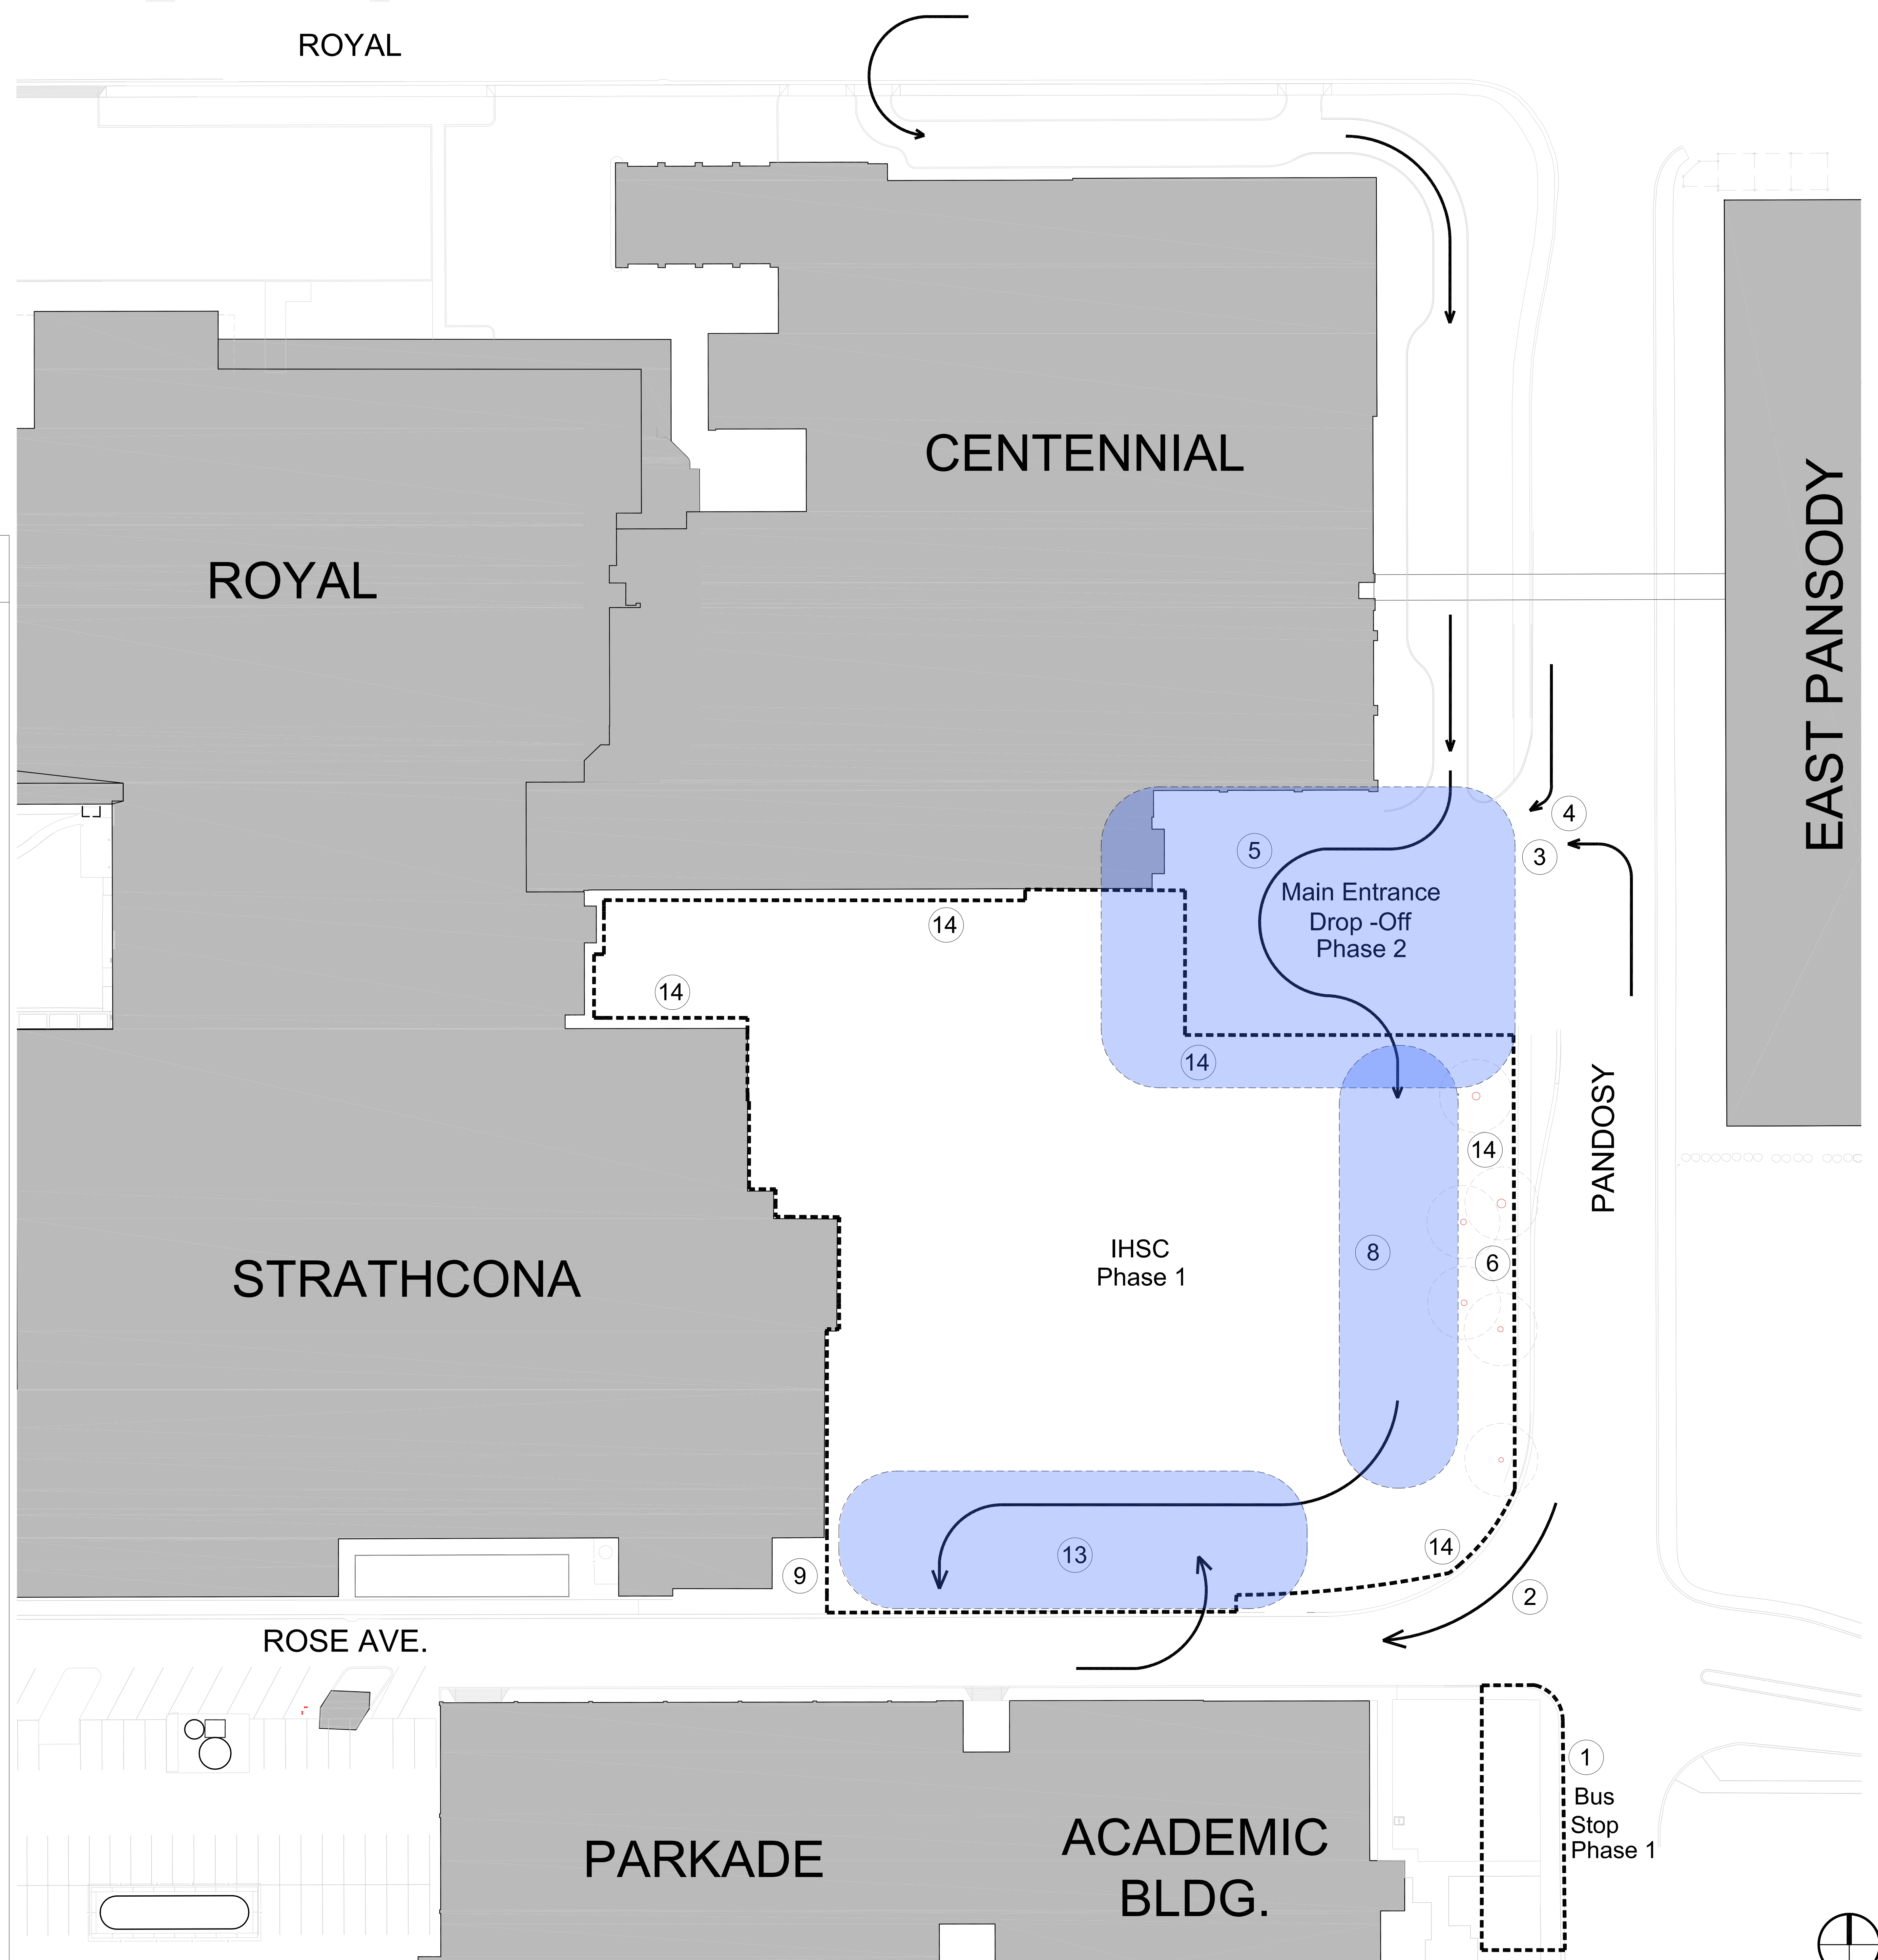 ROYAL
CENTENNIAL
ROYAL
EAST PANSODY
4
3
5
Main Entrance
Drop -Off
Phase 2
14
14
14
PANDOSY
14
IHSC
Phase 1
8
6
STRATHCONA
14
13
9
2
ROSE AVE.
1
Bus
Stop
Phase 1
PARKADE
ACADEMIC
BLDG.